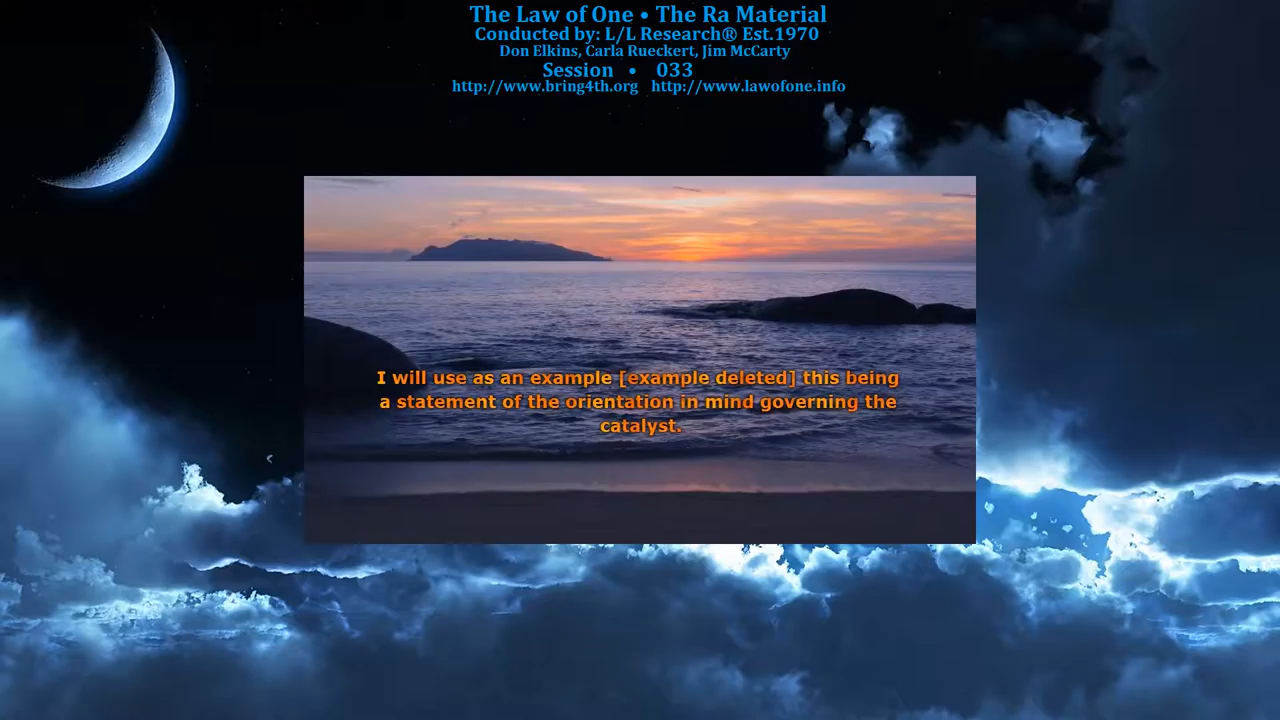 The Law of One • The Ra Material
Conducted by: L/L Research® Est.1970
Don Elkins, Carla Rueckert, Jim McCarty
Session • 033
http://www.bring4th.org http://www.lawofone.info
I will use as an example [example deleted] this being
a statement of the orientation in mind governing the
catalyst.